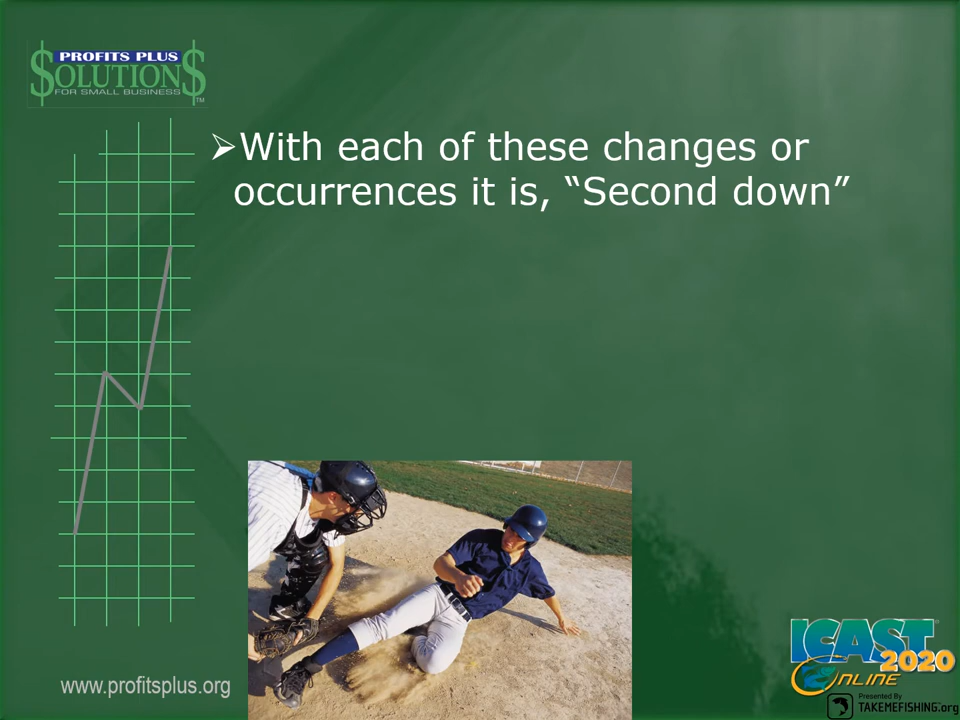 PROFITS PLUS
$OLUTION$
FOR SMALL BUSINESS
TM
➢With each of these changes or
occurrences it is, “Second down”
ICAST
2020
ONLINE
Presented By
TAKEMEFISHING.org
www.profitsplus.org